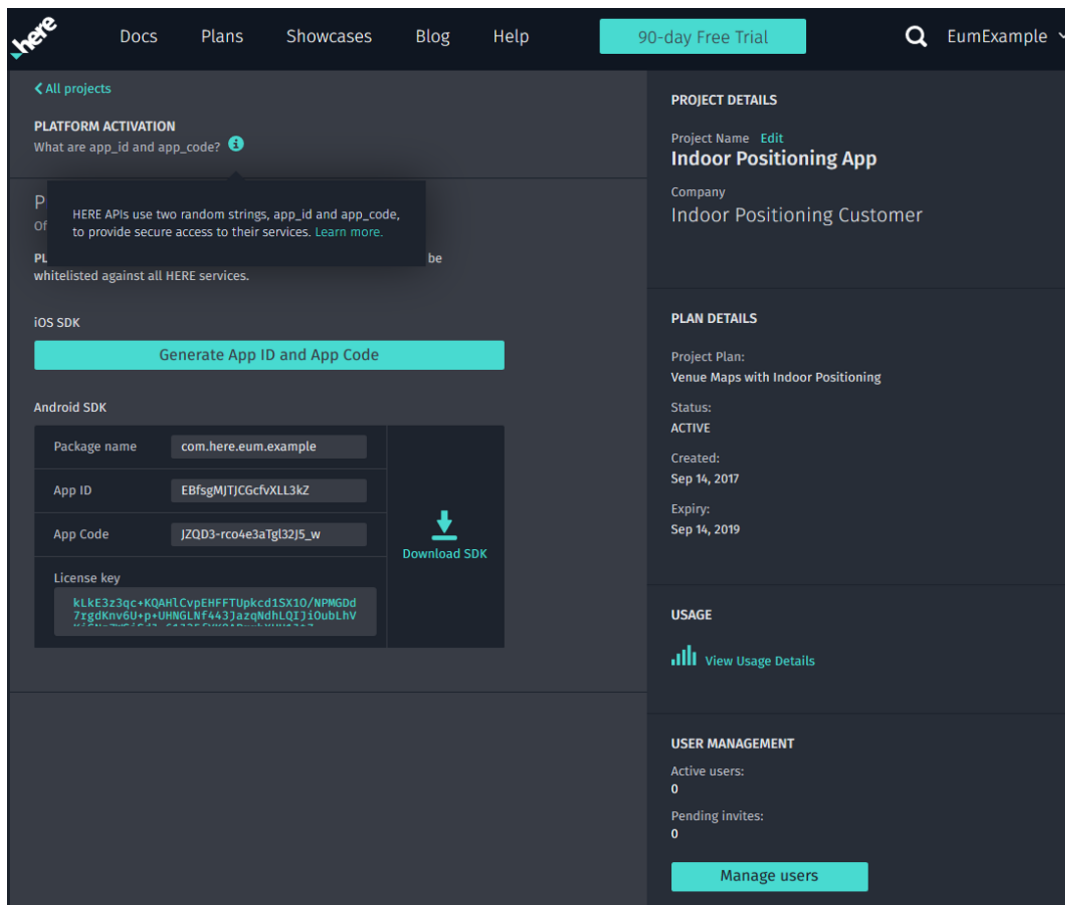 here
Docs Plans Showcases Blog Help 90-day Free Trial EumExample
All projects
PLATFORM ACTIVATION
What are app_id and app_code? i
HERE APIs use two random strings, app_id and app_code,
to provide secure access to their services. Learn more.
P
Of
PL be
whitelisted against all HERE services.
iOS SDK
Generate App ID and App Code
Android SDK
Package name com.here.eum.example
App ID EBfsgMJTJCGcfvXLL3kZ
App Code JZQD3-rco4e3aTgl32J5_w
License key
kLkE3z3qc+KQAHlCvpEHFFTUpkcd1SX1O/NPMGDd
7rgdKnv6U+p+UHNGLNf443JazqNdhLQIJiOubLhV
Download SDK
PROJECT DETAILS
Project Name Edit
Indoor Positioning App
Company
Indoor Positioning Customer
PLAN DETAILS
Project Plan:
Venue Maps with Indoor Positioning
Status:
ACTIVE
Created:
Sep 14, 2017
Expiry:
Sep 14, 2019
USAGE
View Usage Details
USER MANAGEMENT
Active users:
0
Pending invites:
0
Manage users